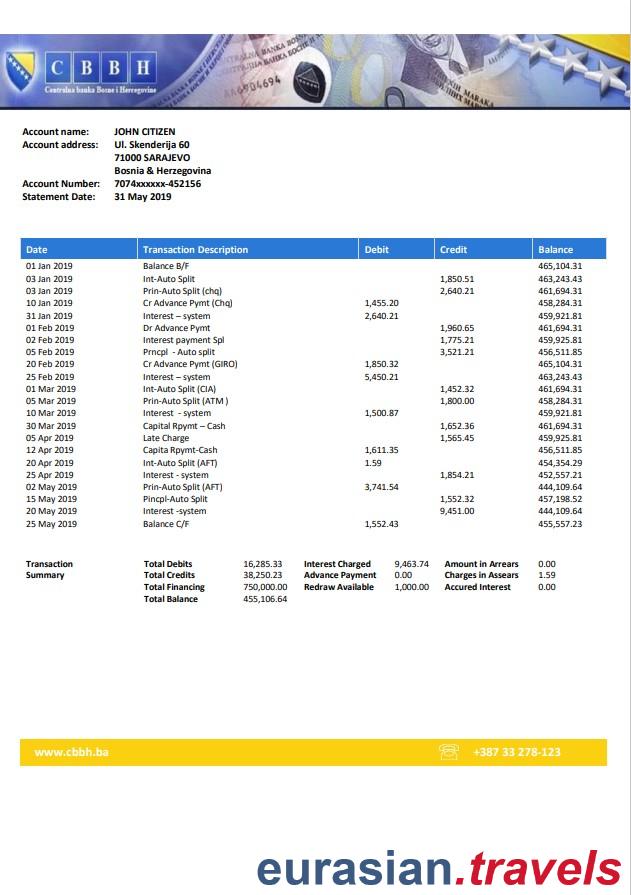 C B B H
Centralna banka Bosne i Hercegovine
Account name: JOHN CITIZEN
Account address: Ul. Skenderija 60
71000 SARAJEVO
Bosnia & Herzegovina
Account Number: 7074xxxxxx-452156
Statement Date: 31 May 2019
Date Transaction Description Debit Credit Balance
01 Jan 2019 Balance B/F 465,104.31
03 Jan 2019 Int-Auto Split 1,850.51 463,243.43
03 Jan 2019 Prin-Auto Split (chq) 2,640.21 461,694.31
10 Jan 2019 Cr Advance Pymt (Chq) 1,455.20 458,284.31
31 Jan 2019 Interest – system 2,640.21 459,921.81
01 Feb 2019 Dr Advance Pymt 1,960.65 461,694.31
02 Feb 2019 Interest payment Spl 1,775.21 459,925.81
05 Feb 2019 Prncpl - Auto split 3,521.21 456,511.85
20 Feb 2019 Cr Advance Pymt (GIRO) 1,850.32 465,104.31
25 Feb 2019 Interest – system 5,450.21 463,243.43
01 Mar 2019 Int-Auto Split (CIA) 1,452.32 461,694.31
05 Mar 2019 Prin-Auto Split (ATM ) 1,800.00 458,284.31
10 Mar 2019 Interest - system 1,500.87 459,921.81
30 Mar 2019 Capital Rpymt – Cash 1,652.36 461,694.31
05 Apr 2019 Late Charge 1,565.45 459,925.81
12 Apr 2019 Capita Rpymt-Cash 1,611.35 456,511.85
20 Apr 2019 Int-Auto Split (AFT) 1.59 454,354.29
25 Apr 2019 Interest - system 1,854.21 452,557.21
02 May 2019 Prin-Auto Split (AFT) 3,741.54 444,109.64
15 May 2019 Pincpl-Auto Split 1,552.32 457,198.52
20 May 2019 Interest -system 9,451.00 444,109.64
25 May 2019 Balance C/F 1,552.43 455,557.23
Transaction Total Debits 16,285.33 Interest Charged 9,463.74 Amount in Arrears 0.00
Summary Total Credits 38,250.23 Advance Payment 0.00 Charges in Assears 1.59
Total Financing 750,000.00 Redraw Available 1,000.00 Accured Interest 0.00
Total Balance 455,106.64
www.cbbh.ba +387 33 278-123
eurasian.travels